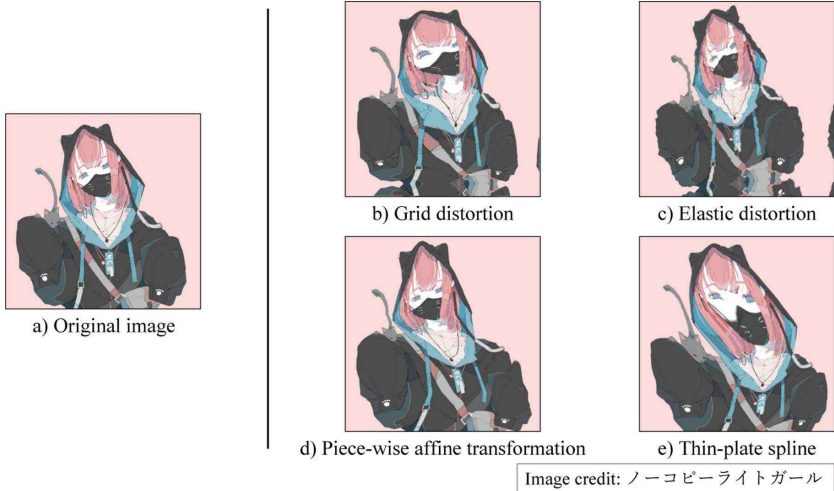 b) Grid distortion
c) Elastic distortion
a) Original image
d) Piece-wise affine transformation
e) Thin-plate spline
Image credit: ノーコピーライトガール